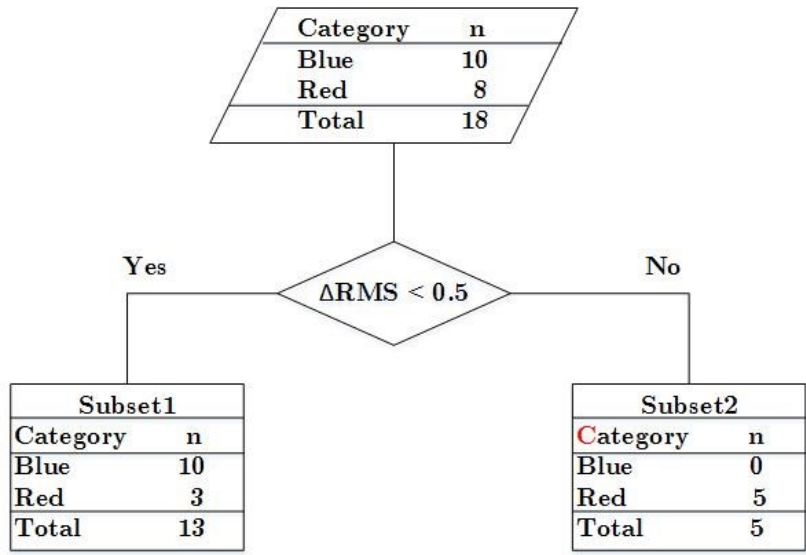 Category n
Blue 10
Red 8
Total 18
Yes
No
ΔRMS < 0.5
Subset1
Category n
Blue 10
Red 3
Total 13
Subset2
Category n
Blue 0
Red 5
Total 5